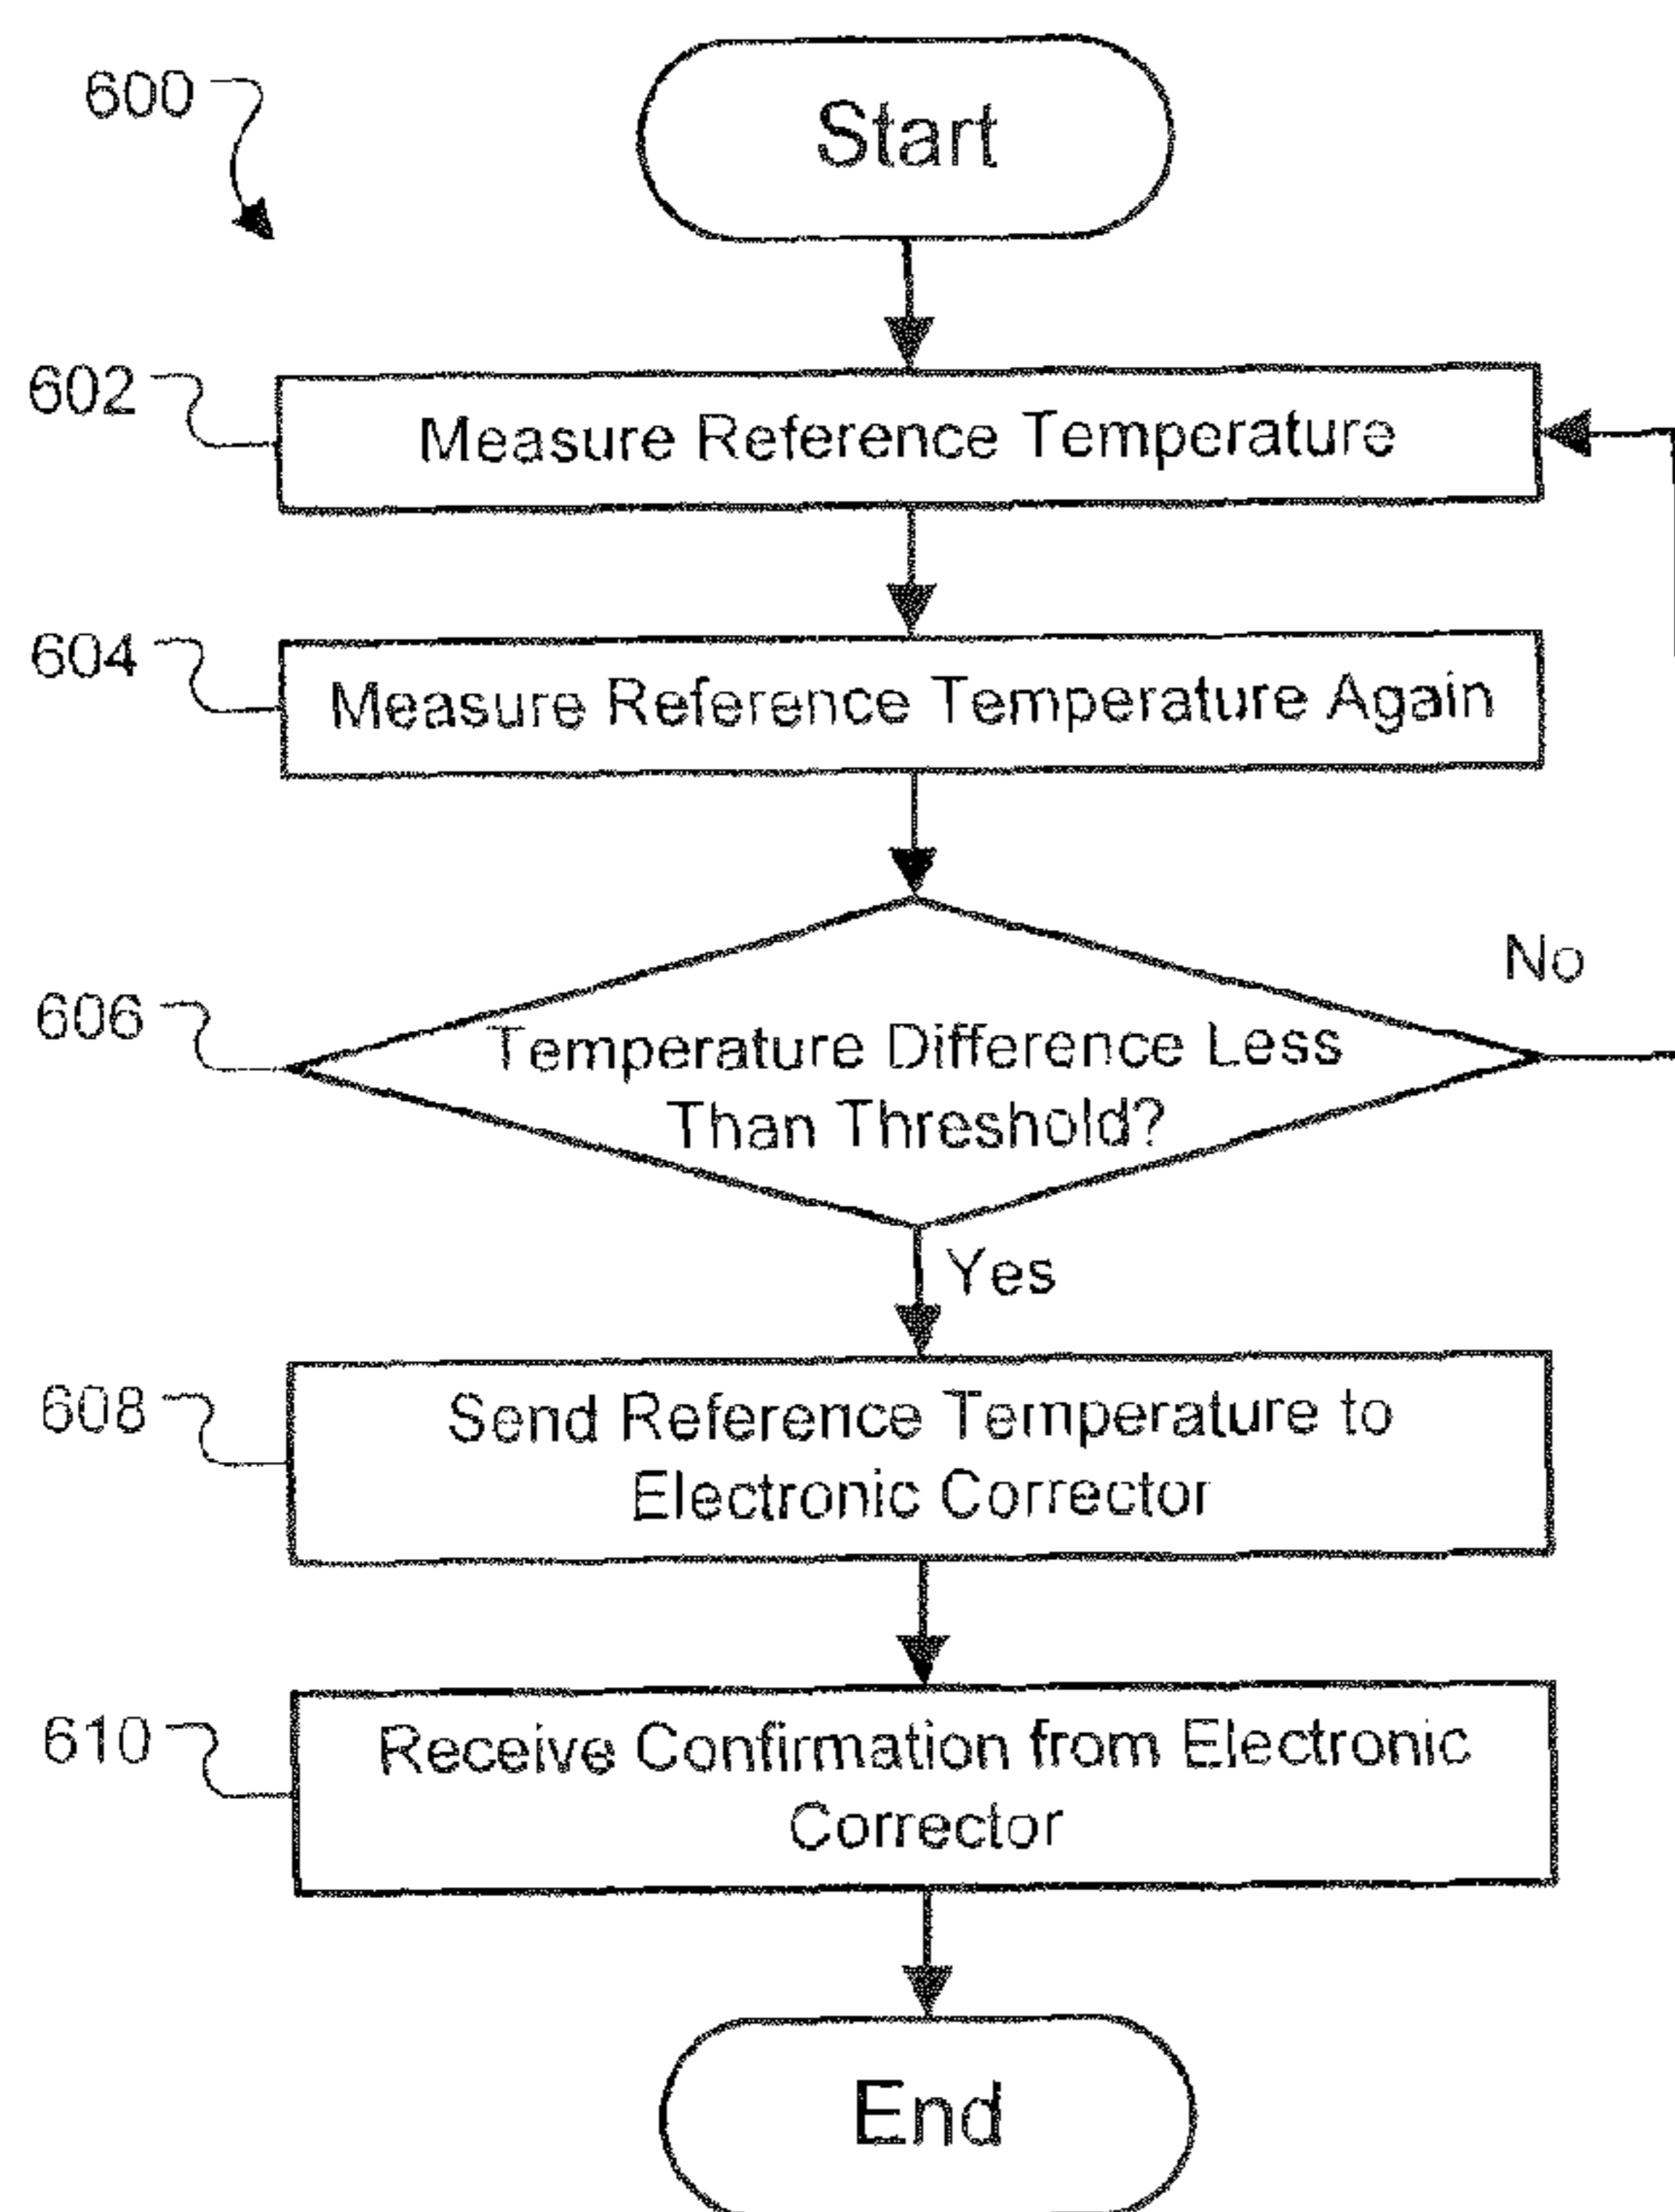 600
Start
602
Measure Reference Temperature
604
Measure Reference Temperature Again
No
606
Temperature Difference Less
Than Threshold?
Yes
608
Send Reference Temperature to
Electronic Corrector
610
Receive Confirmation from Electronic
Corrector
End